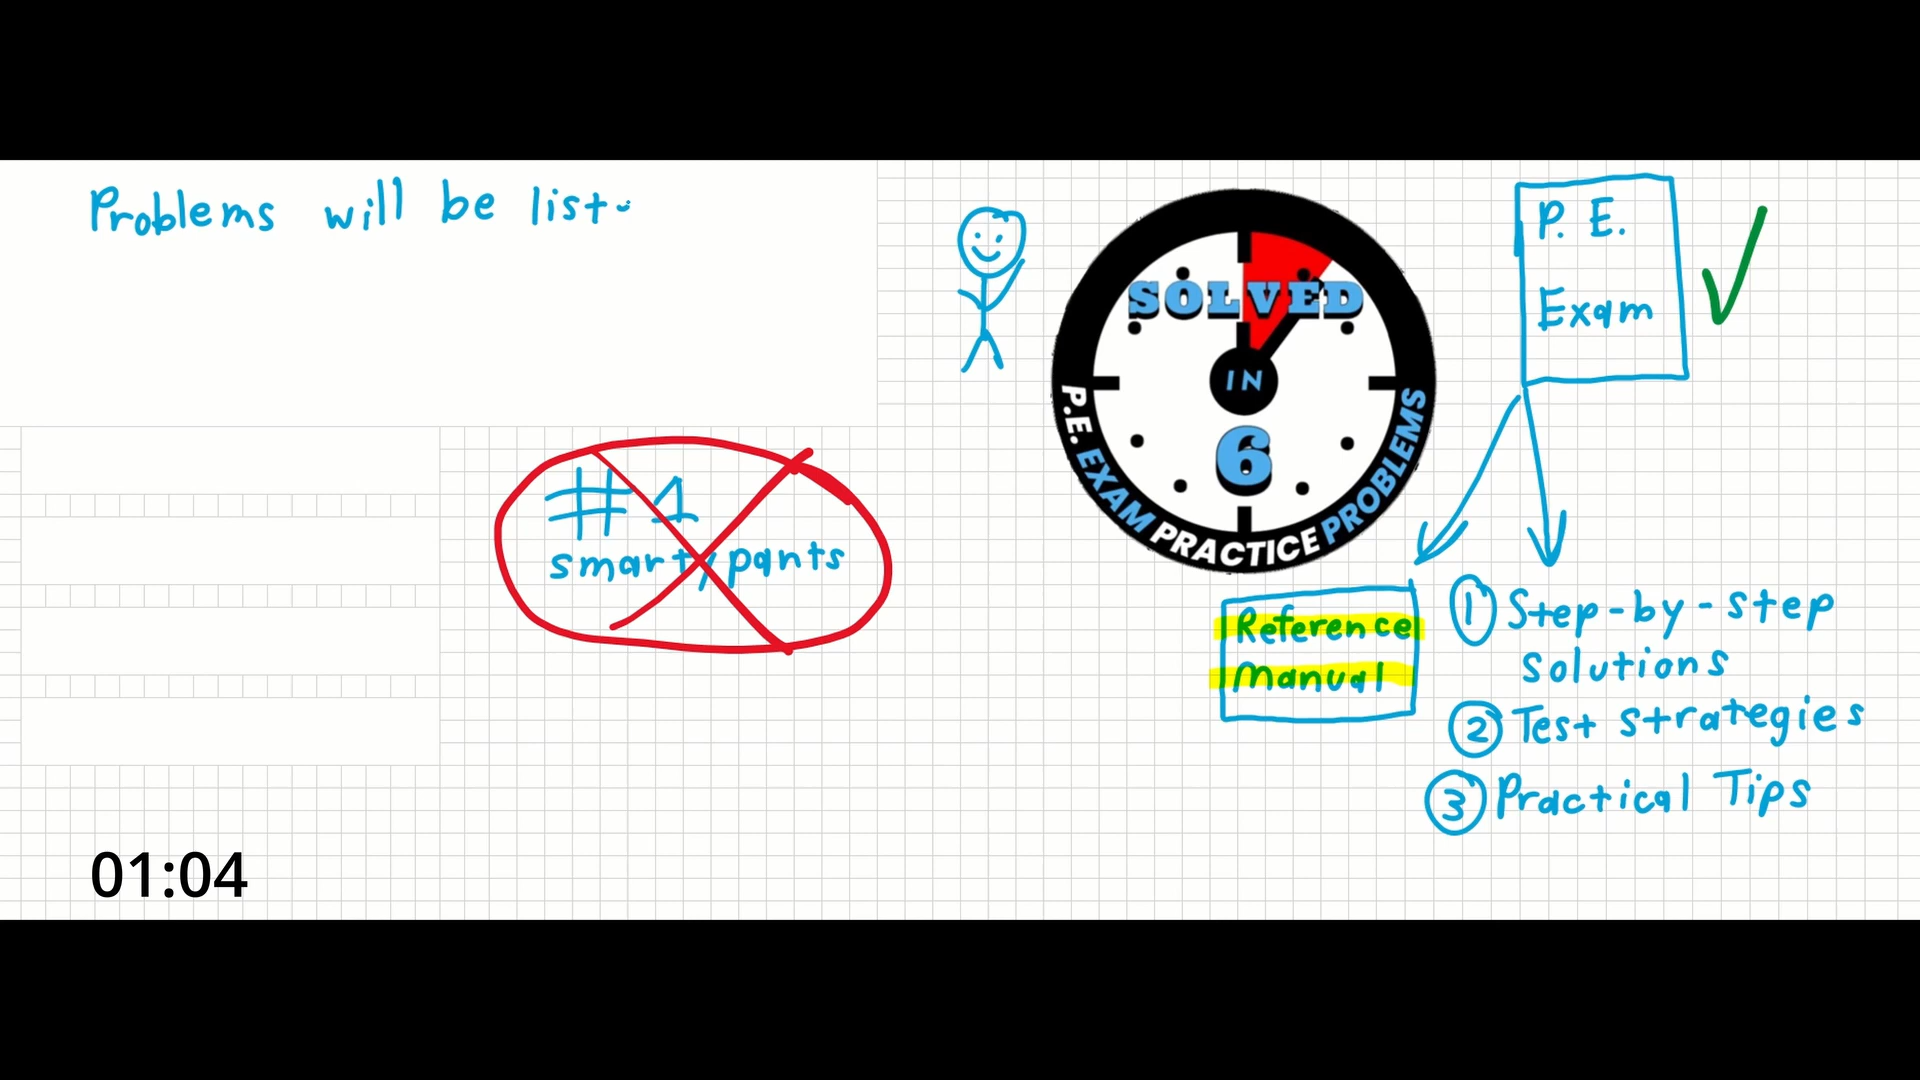 Problems will be list
#1
smarty pants
SOLVED
IN
6
P.E. EXAM PRACTICE PROBLEMS
P. E.
Exam
Reference
Manual
1 Step-by-step
solutions
2 Test strategies
3 Practical Tips
01:04